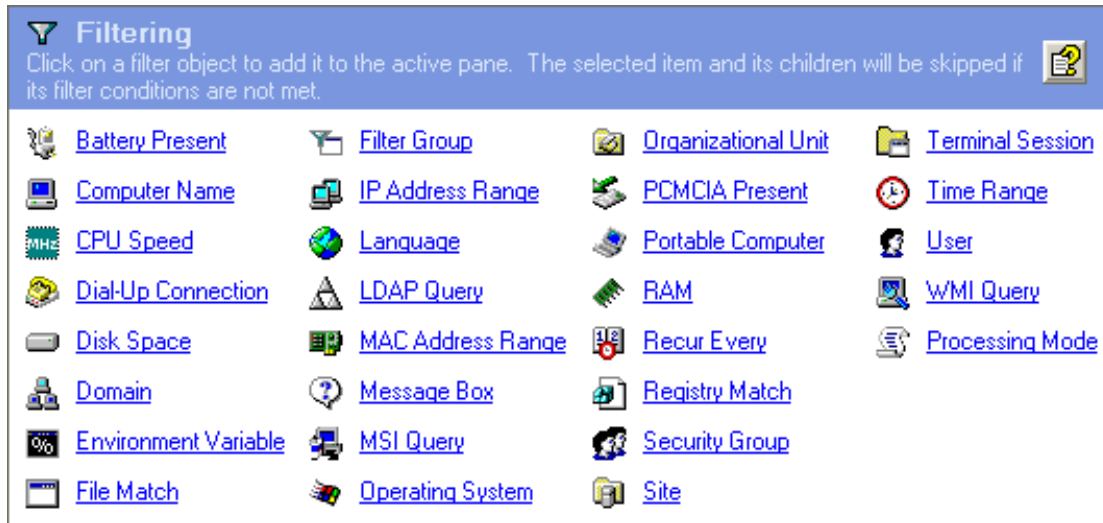 Filtering
Click on a filter object to add it to the active pane. The selected item and its children will be skipped if
its filter conditions are not met.
Battery Present
Computer Name
CPU Speed
Dial-Up Connection
Disk Space
Domain
Environment Variable
File Match
Filter Group
IP Address Range
Language
LDAP Query
MAC Address Range
Message Box
MSI Query
Operating System
Organizational Unit
PCMCIA Present
Portable Computer
RAM
Recur Every
Registry Match
Security Group
Site
Terminal Session
Time Range
User
WMI Query
Processing Mode
MHz
%
1 2